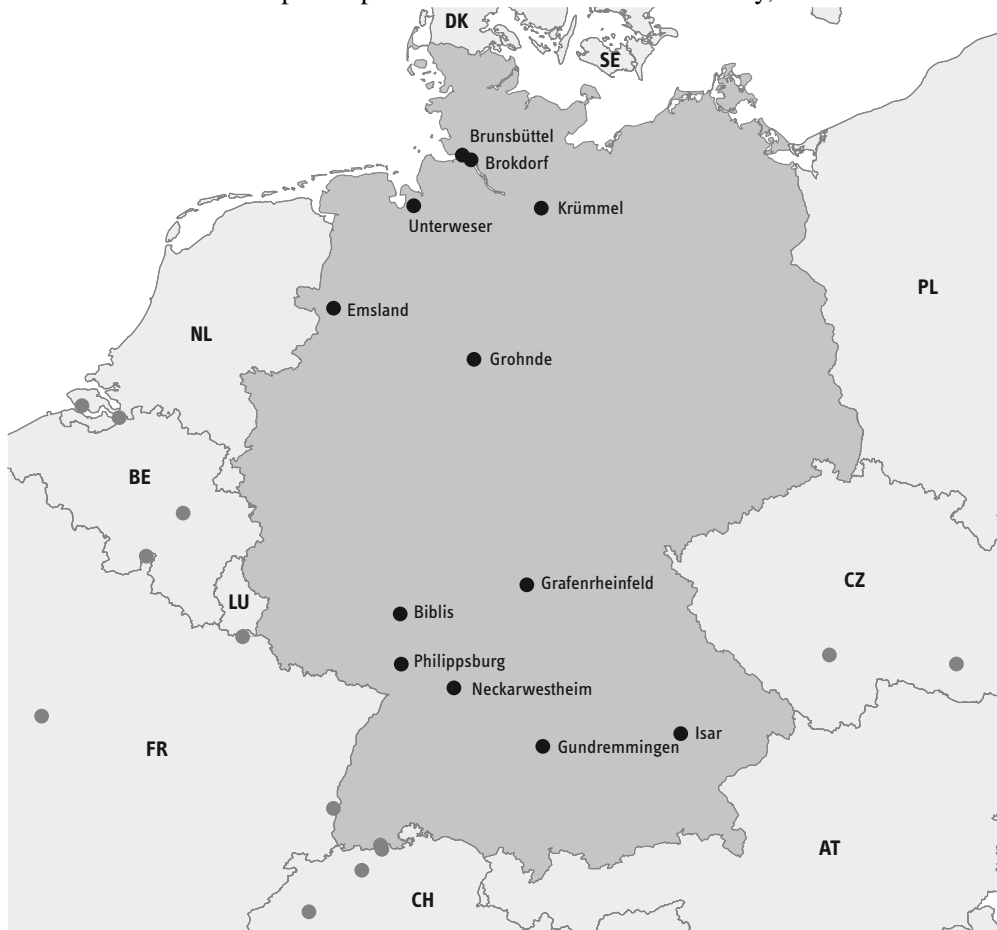 DK
SE
Brunsbüttel
Brokdorf
Unterweser
Krümmel
PL
Emsland
NL
Grohnde
BE
CZ
Grafenrheinfeld
LU
Biblis
Philippsburg
Neckarwestheim
Isar
FR
Gundremmingen
AT
CH